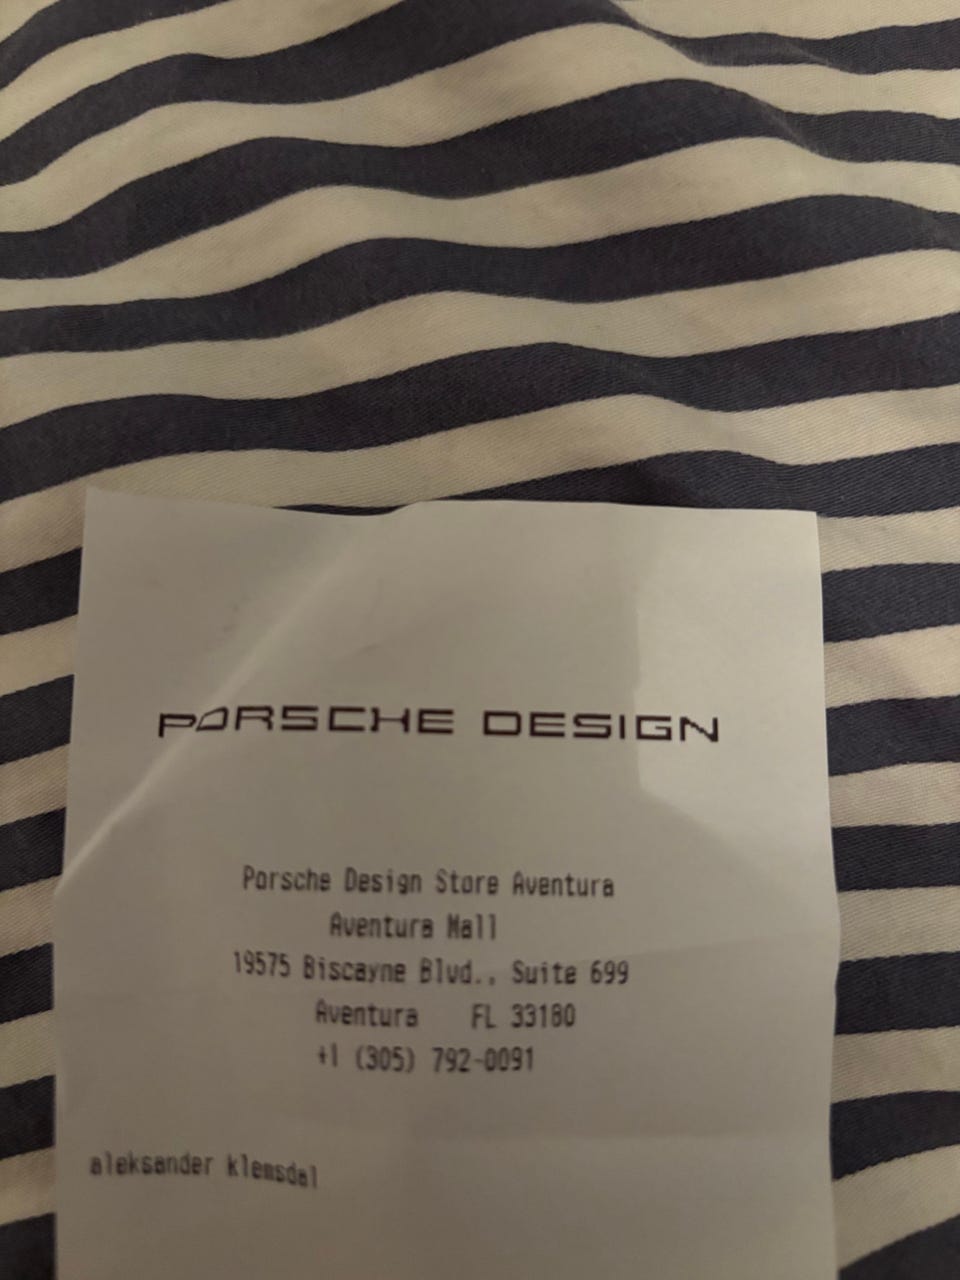 PORSCHE DESIGN
Porsche Design Store Aventura
Aventura Mall
19575 Biscayne Blvd., Suite 699
Aventura FL 33180
+1 (305) 792-0091
aleksander klemsdal